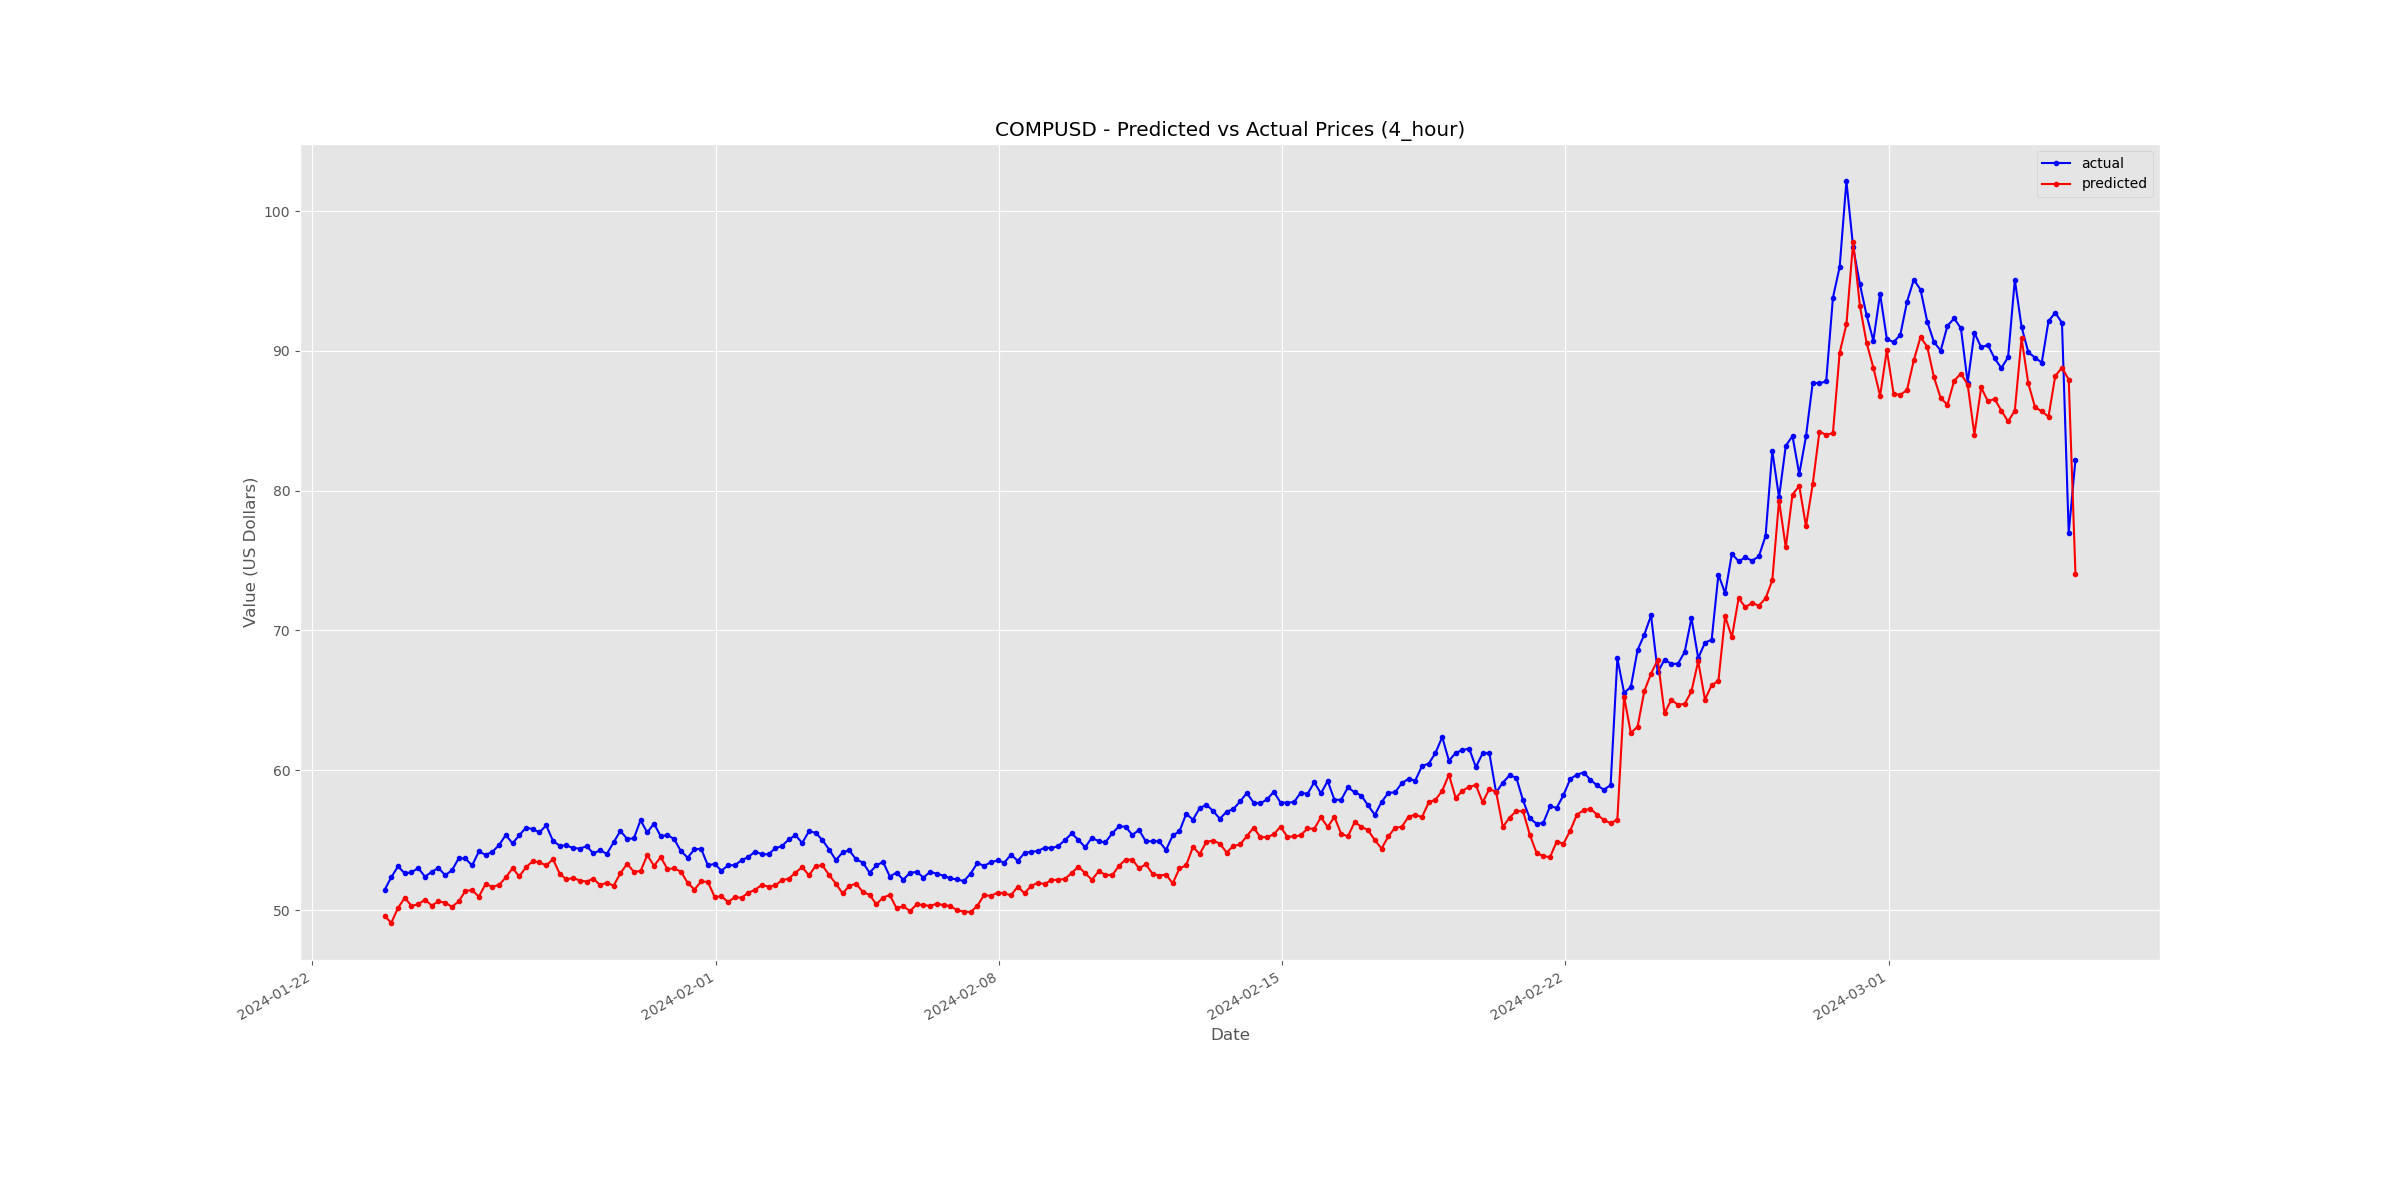 COMPUSD - Predicted vs Actual Prices (4_hour)
actual
predicted
100
90
80
70
60
50
Value (US Dollars)
2024-01-22
2024-02-01
2024-02-08
2024-02-15
2024-02-22
2024-03-01
Date